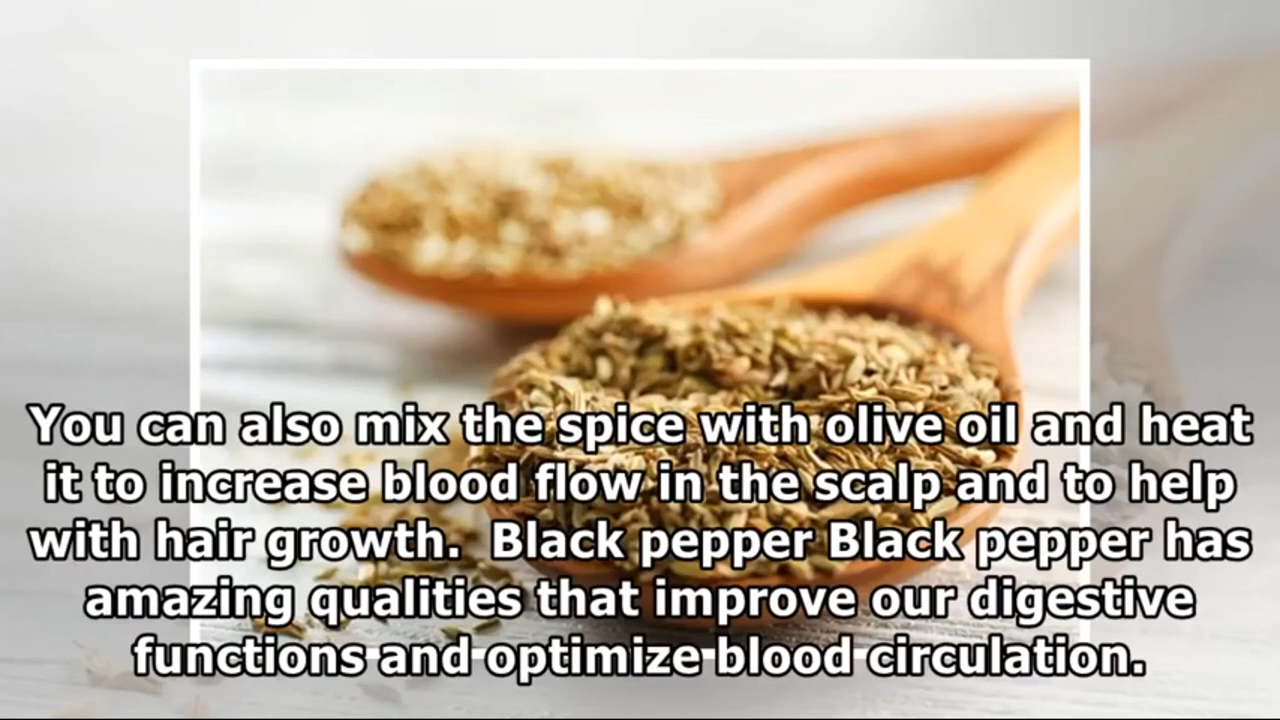 You can also mix the spice with olive oil and heat
it to increase blood flow in the scalp and to help
with hair growth.  Black pepper Black pepper has
amazing qualities that improve our digestive
functions and optimize blood circulation.